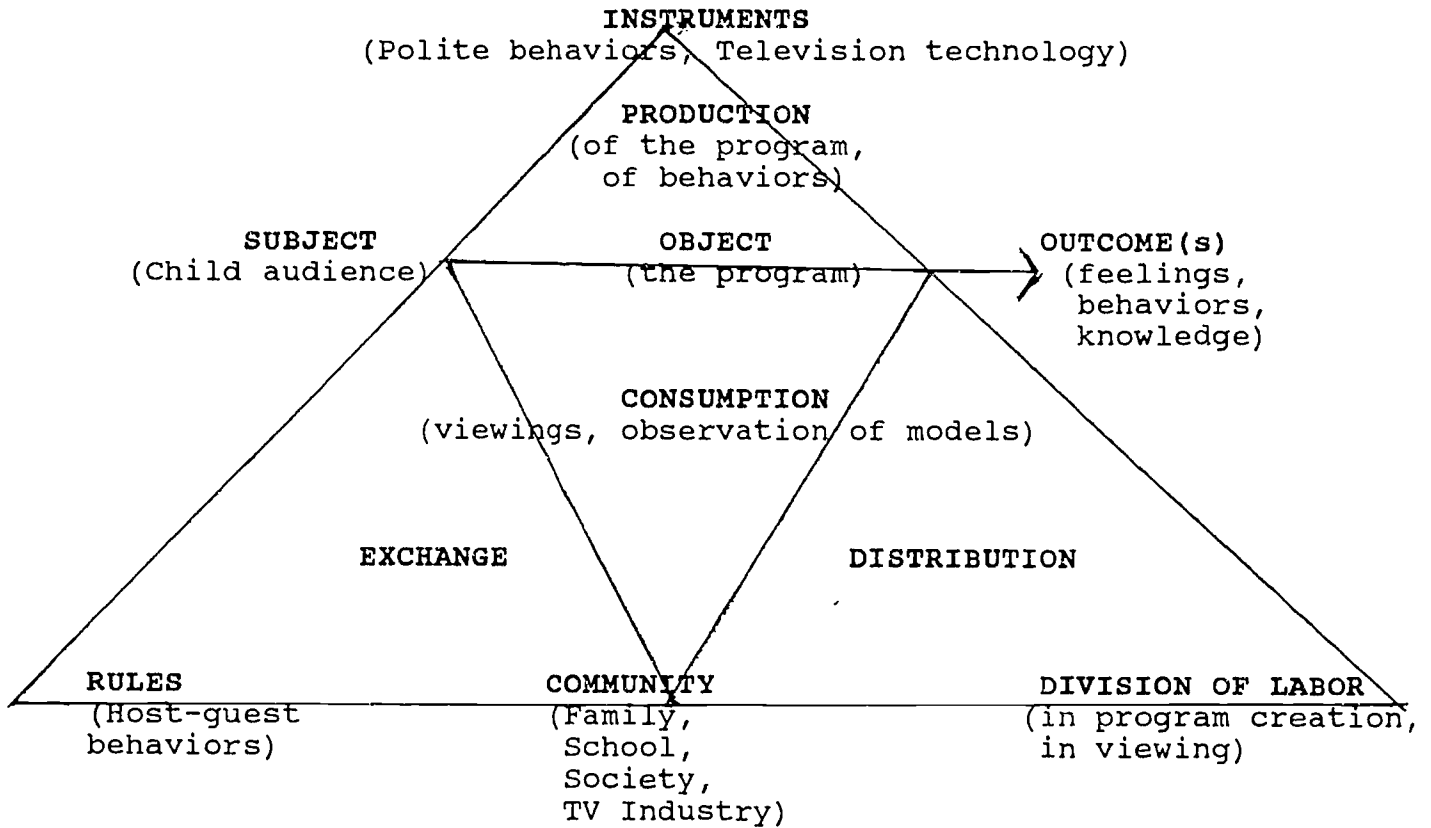 INSTRUMENTS
(Polite behaviors, Television technology)
PRODUCTION
(of the program,
of behaviors)
SUBJECT
(Child audience)
OBJECT
(the program)
OUTCOME(s)
(feelings,
behaviors,
knowledge)
CONSUMPTION
(viewings, observation of models)
EXCHANGE
DISTRIBUTION
RULES
(Host-guest
behaviors)
COMMUNITY
(Family,
School,
Society,
TV Industry)
DIVISION OF LABOR
(in program creation,
in viewing)